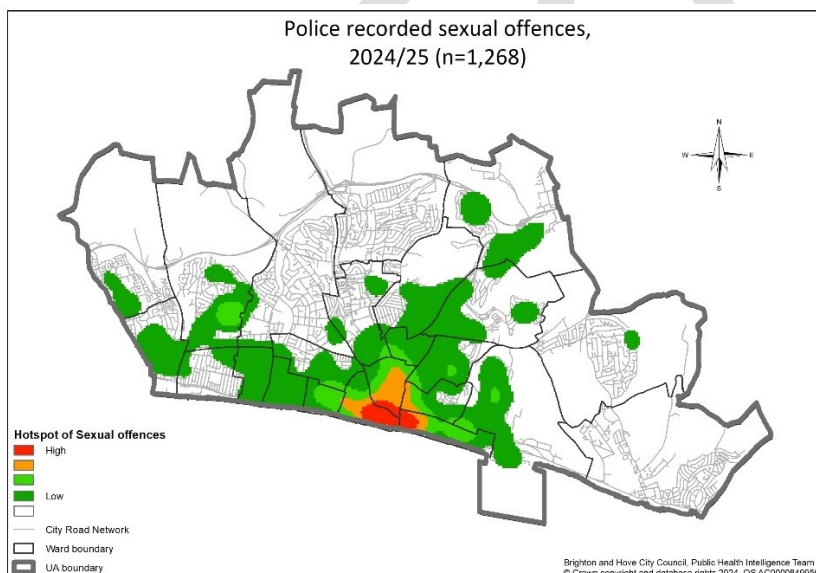 Police recorded sexual offences,
2024/25 (n=1,268)
N
W E
S
Hotspot of Sexual offences
High
Low
City Road Network
Ward boundary
UA boundary
Brighton and Hove City Council, Public Health Intelligence Team
© Crown copyright and database rights 2024. OS